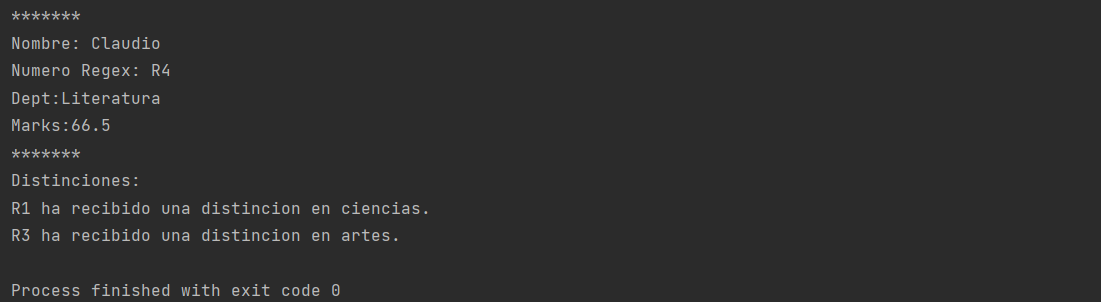 *******
Nombre: Claudio
Numero Regex: R4
Dept:Literatura
Marks:66.5
*******
Distinciones:
R1 ha recibido una distincion en ciencias.
R3 ha recibido una distincion en artes.
Process finished with exit code 0